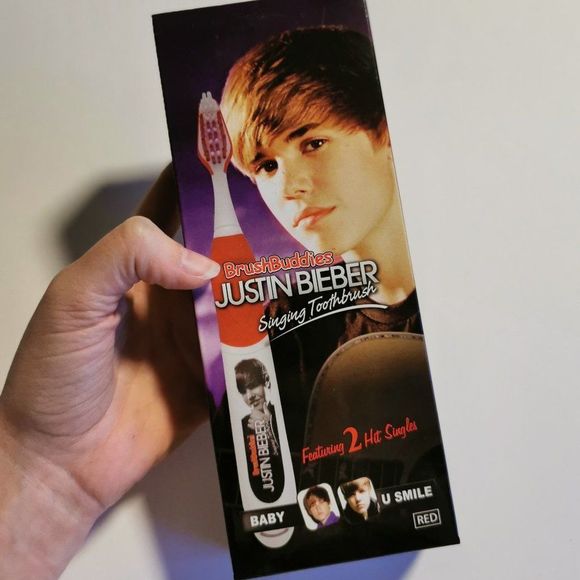 BrushBuddies
JUSTIN BIEBER
Singing Toothbrush
BrushBuddies
JUSTIN BIEBER
Featuring 2 Hit Singles
BABY
U SMILE
RED